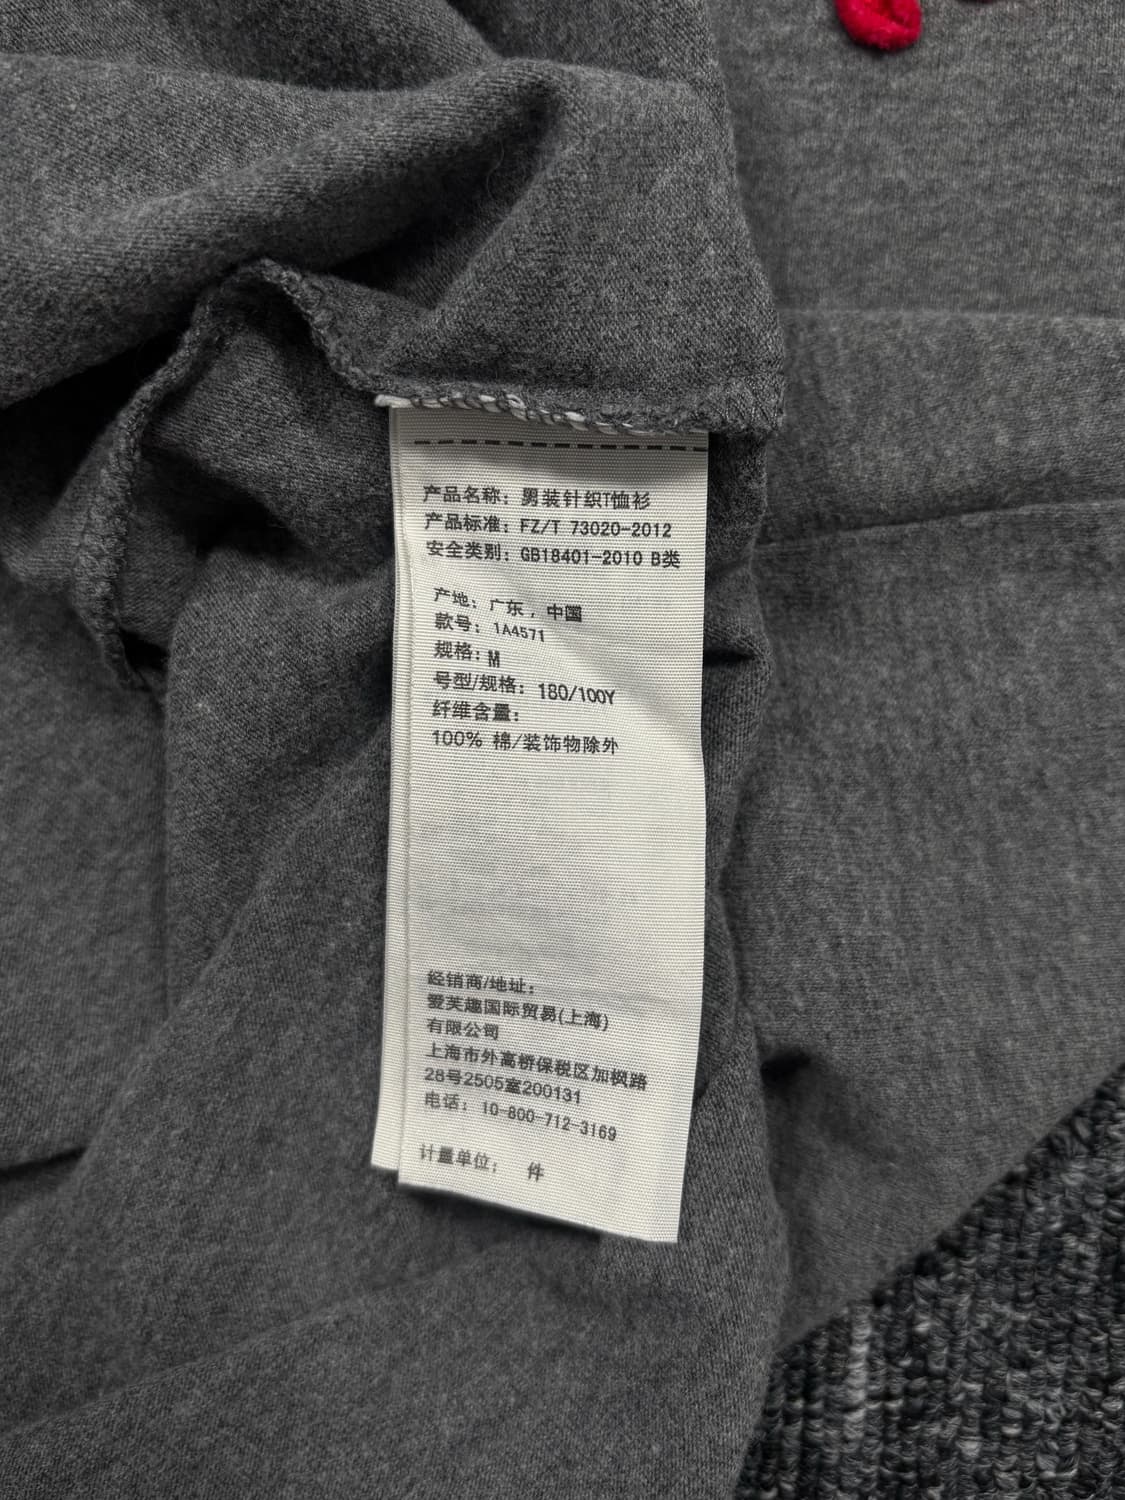 产品名称：男装针织T恤衫
产品标准：FZ/T 73020-2012
安全类别：GB18401-2010 B类
产地：广东，中国
款号：1A4571
规格：M
号型/规格：180/100Y
纤维含量：
100% 棉/装饰物除外
经销商/地址：
爱芙趣国际贸易(上海)
有限公司
上海市外高桥保税区加枫路
28号2505室200131
电话：10-800-712-3169
计量单位： 件